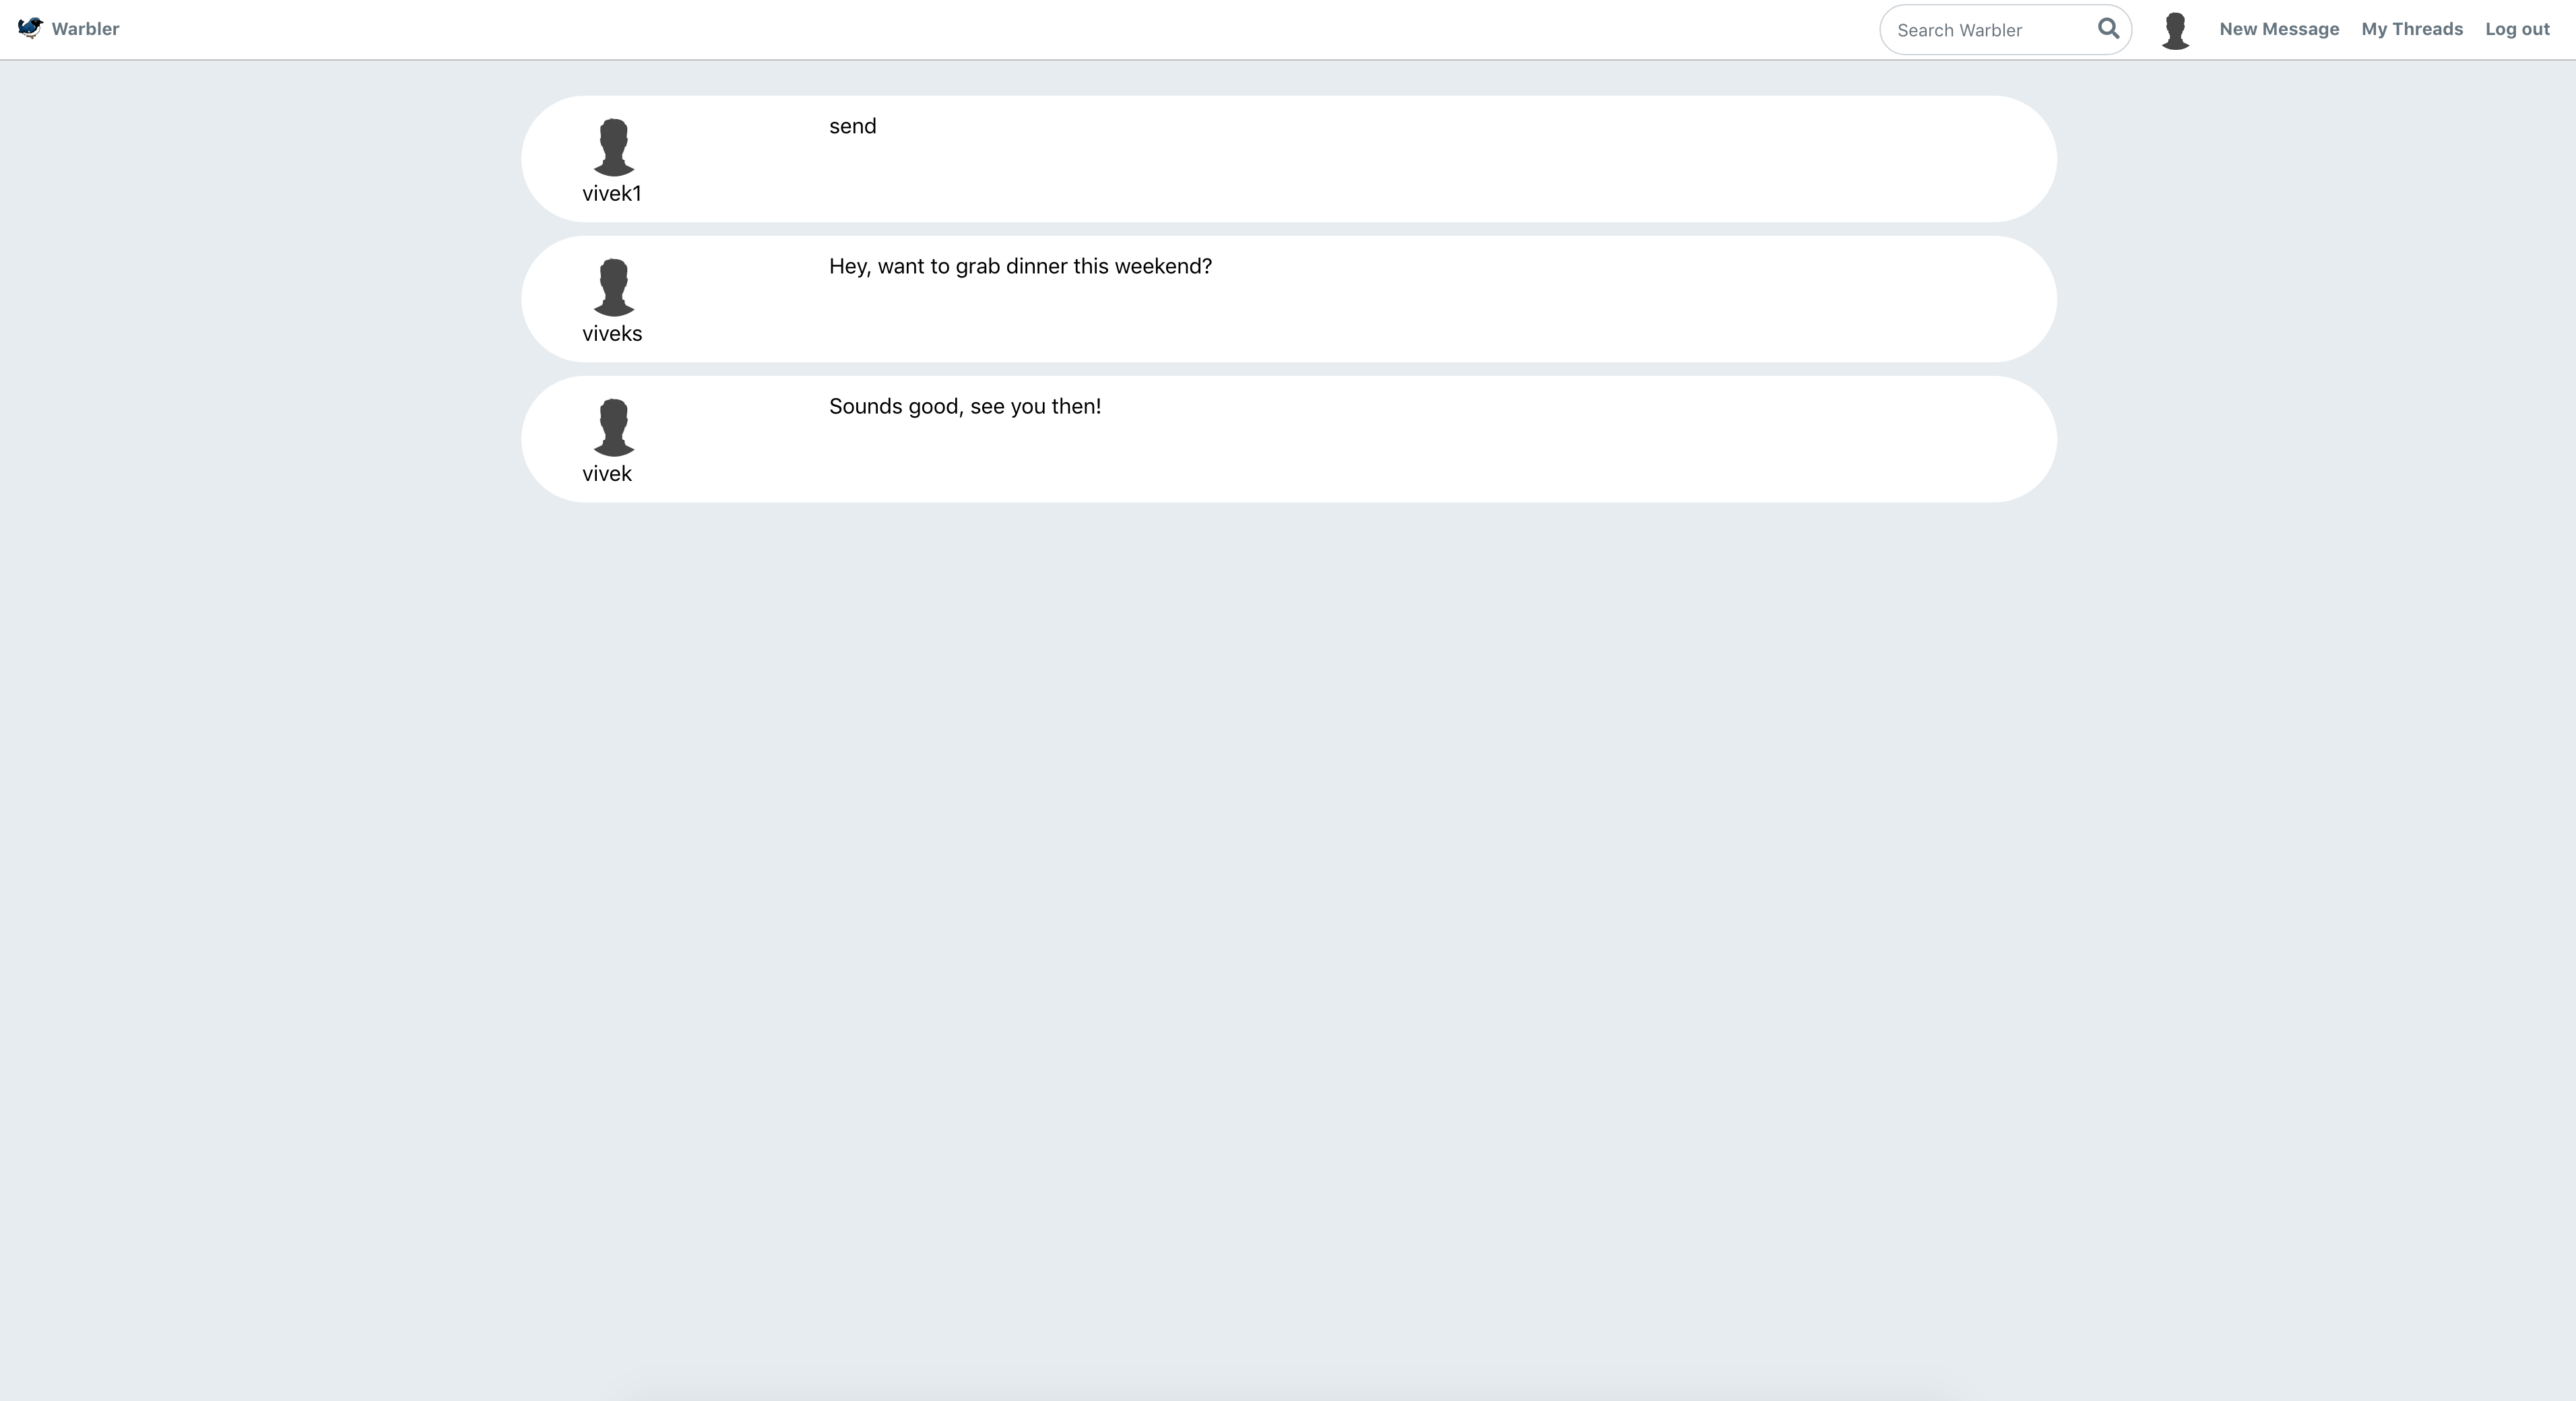 Warbler
Search Warbler
New Message
My Threads
Log out
send
vivek1
Hey, want to grab dinner this weekend?
viveks
Sounds good, see you then!
vivek